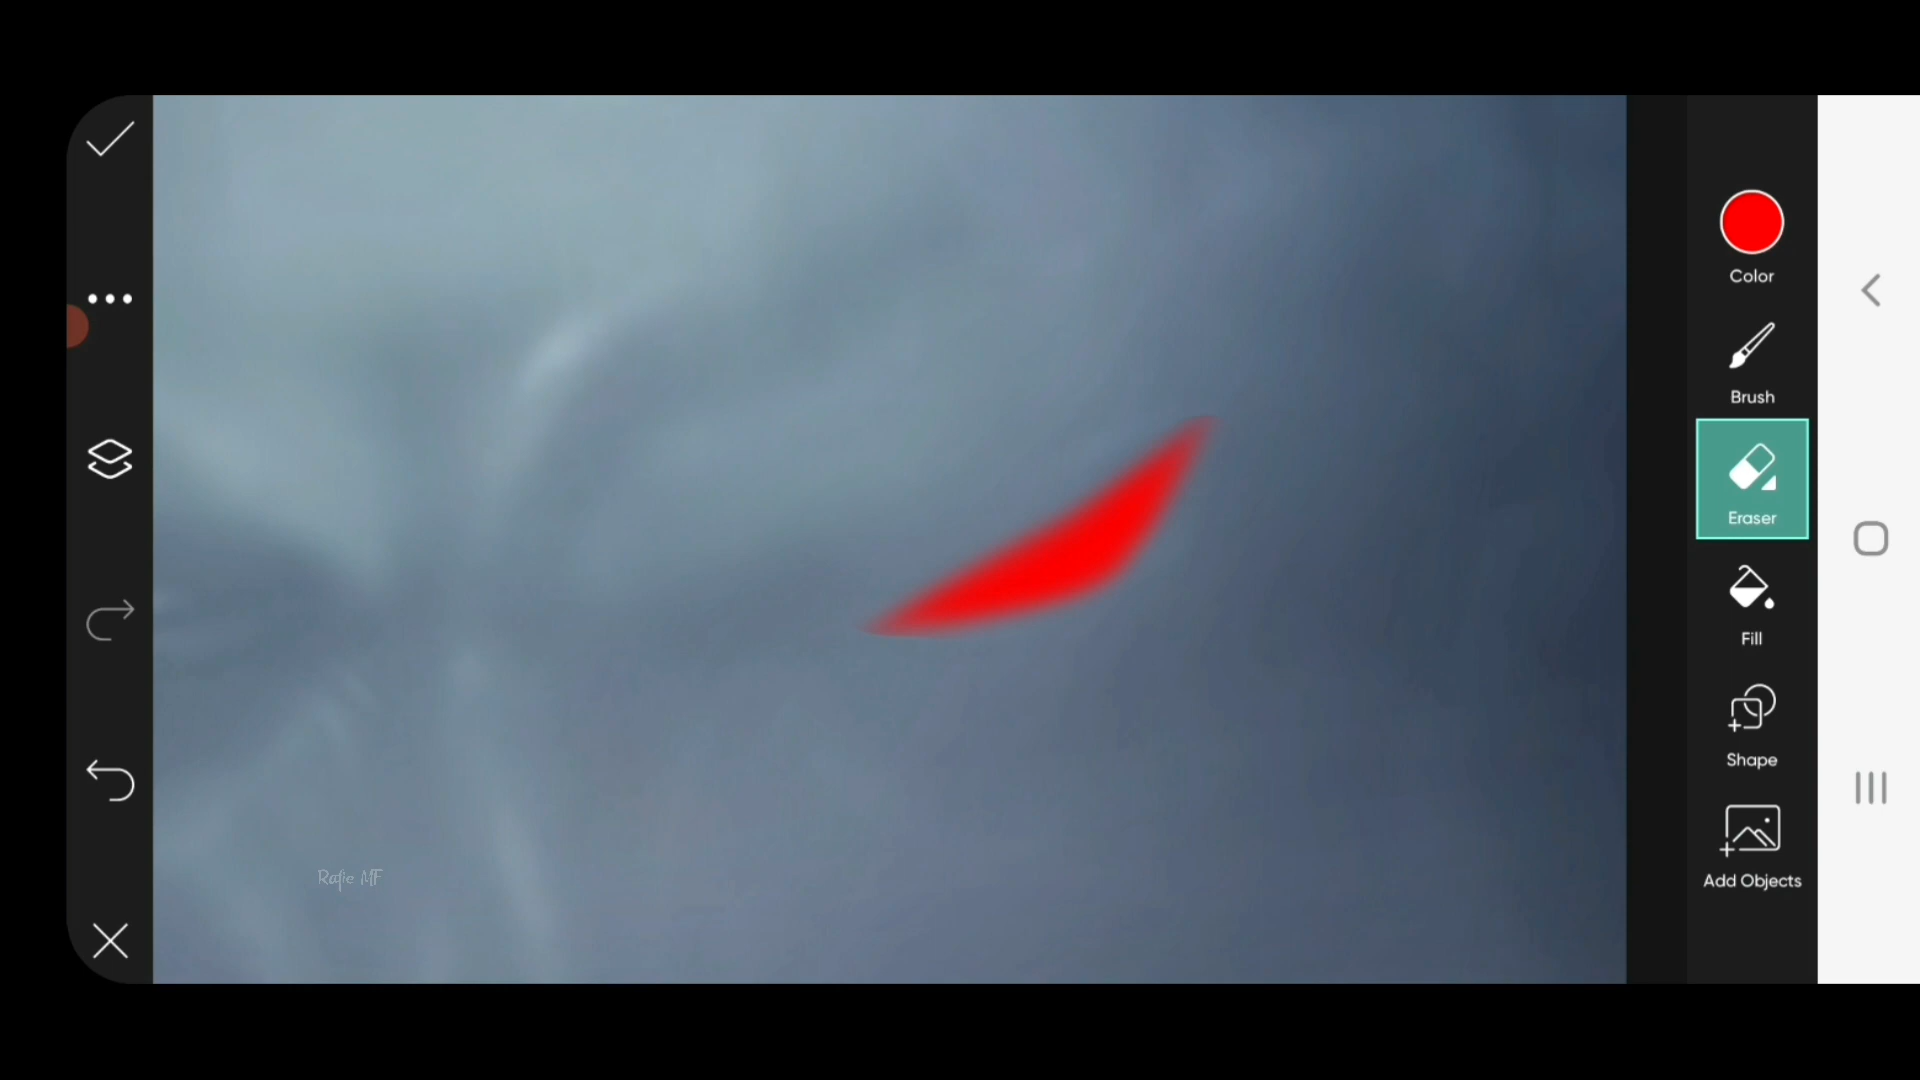 Color
Brush
Eraser
Fill
Shape
Add Objects
Rafie MF